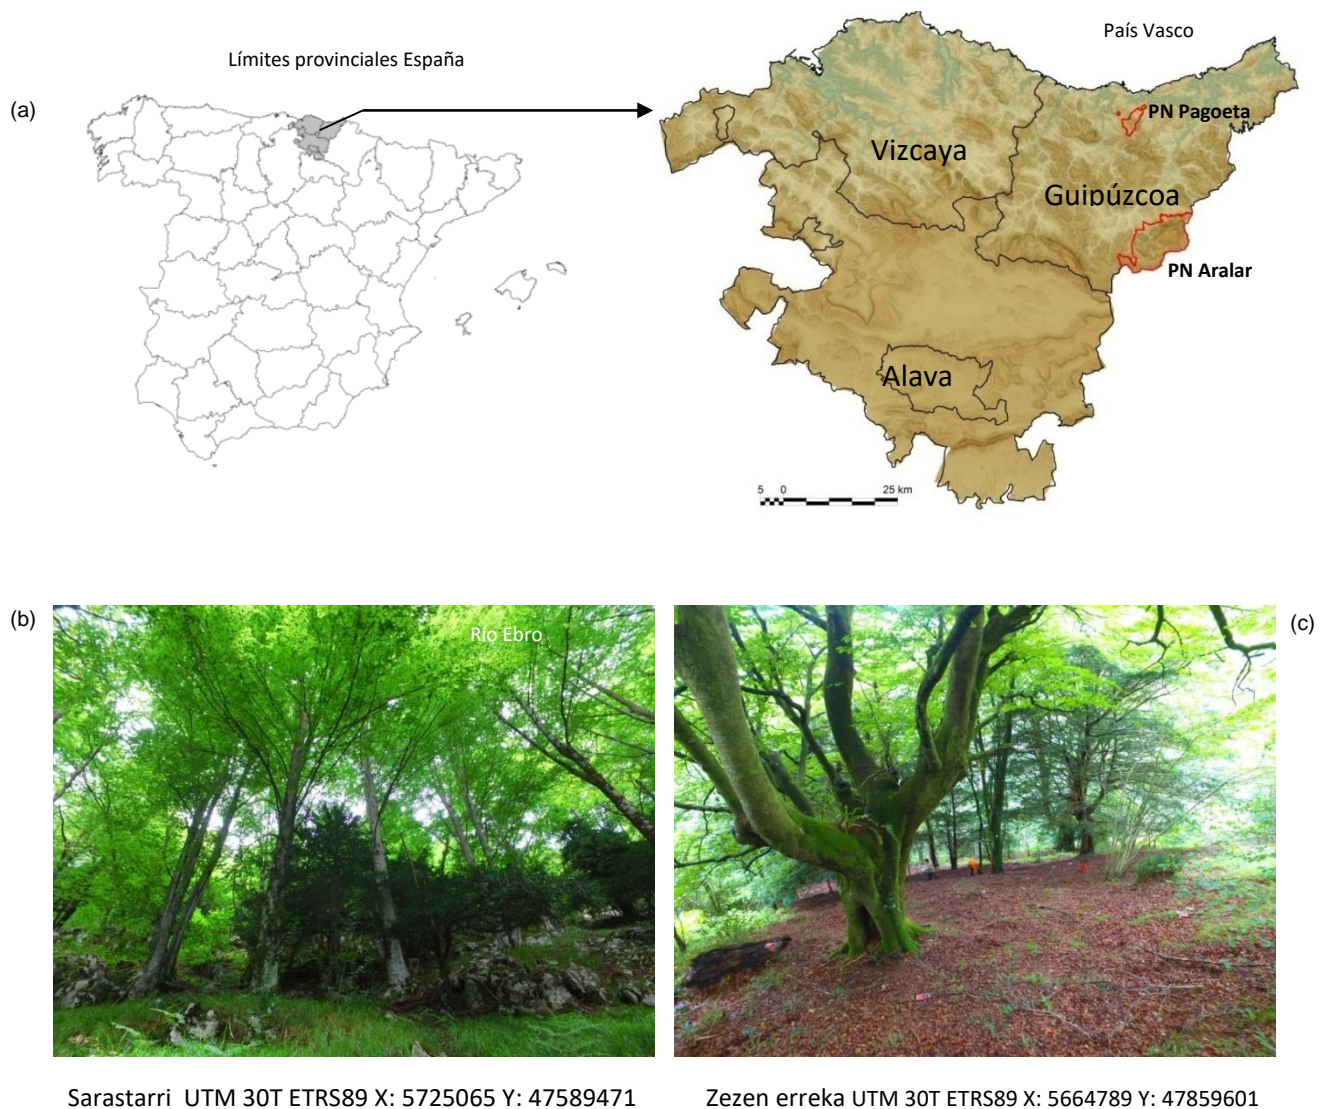 Límites provinciales España
País Vasco
(a)
PN Pagoeta
Vizcaya
Guipúzcoa
PN Aralar
Alava
5 0 25 km
(b)
Río Ebro
(c)
Sarastarri UTM 30T ETRS89 X: 5725065 Y: 47589471
Zezen erreka UTM 30T ETRS89 X: 5664789 Y: 47859601